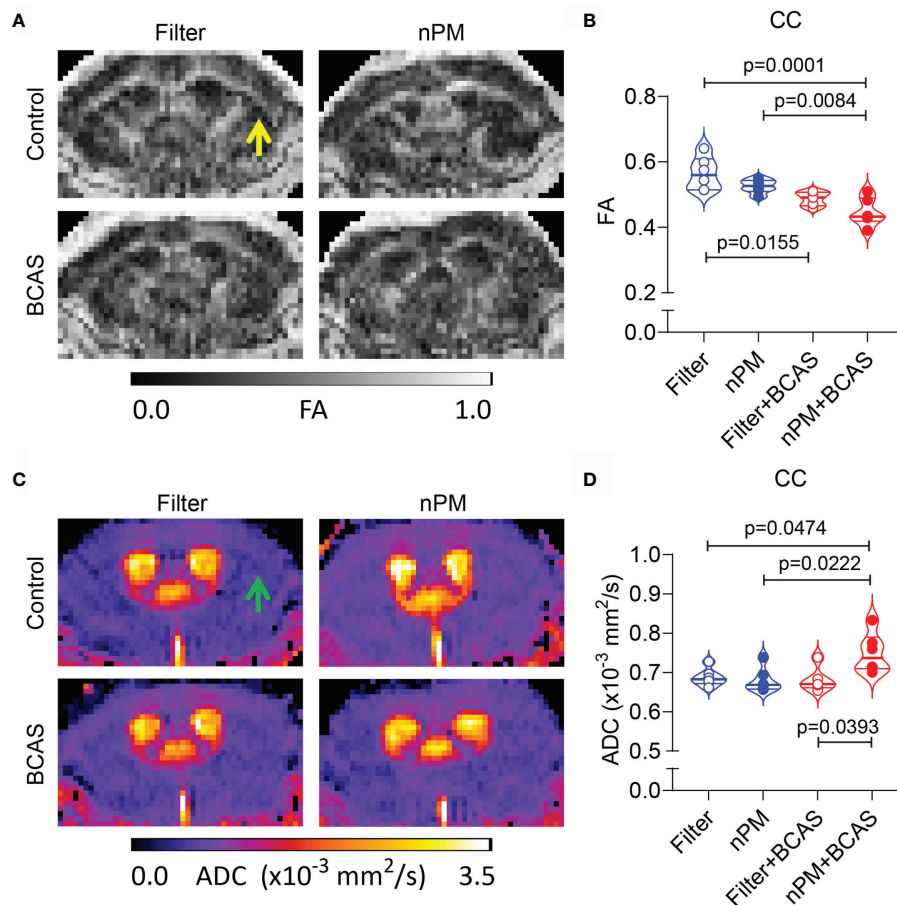 A
Filter
nPM
Control
BCAS
0.0 FA 1.0
B
CC
p=0.0001
p=0.0084
p=0.0155
FA
0.8
0.6
0.4
0.2
0.0
Filter
nPM
Filter+BCAS
nPM+BCAS
C
Filter
nPM
Control
BCAS
0.0 ADC (x10⁻³ mm²/s) 3.5
D
CC
p=0.0474
p=0.0222
p=0.0393
ADC (x10⁻³ mm²/s)
1.0
0.9
0.8
0.7
0.6
0.5
0.0
Filter
nPM
Filter+BCAS
nPM+BCAS